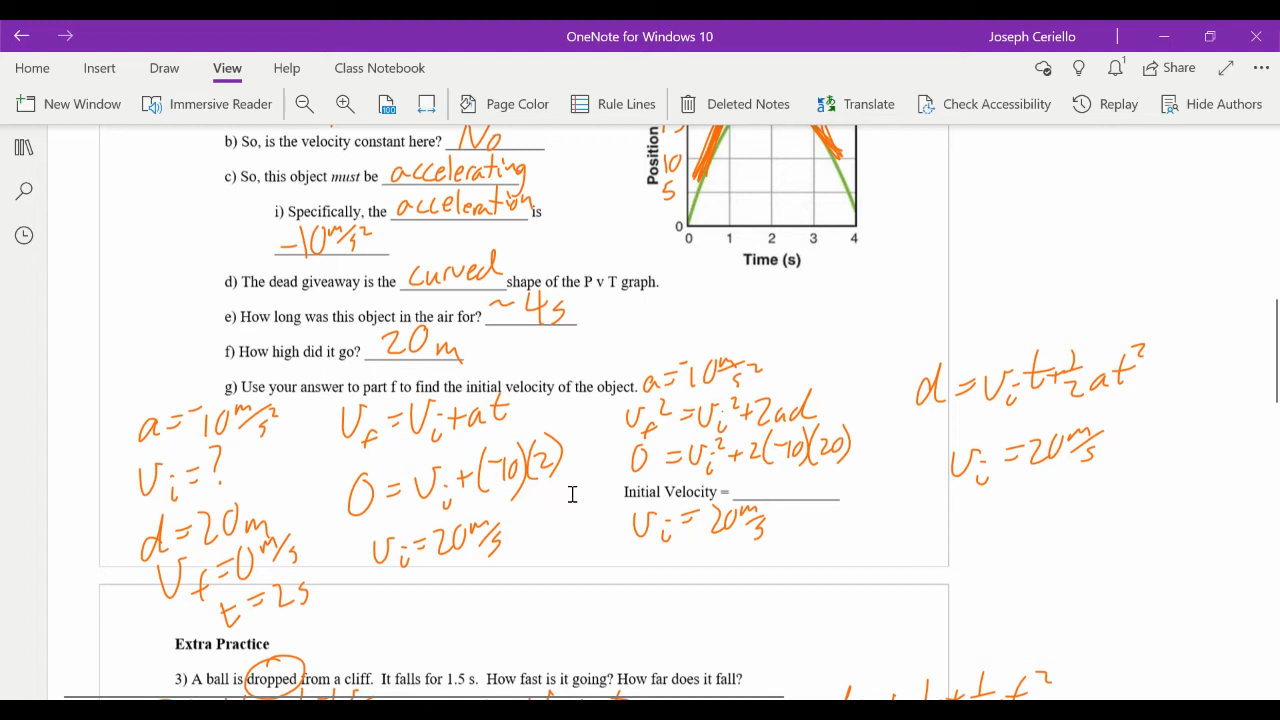 OneNote for Windows 10
Joseph Ceriello
Home Insert Draw View Help Class Notebook
Share
New Window
Immersive Reader
100
Page Color
Rule Lines
Deleted Notes
Translate
Check Accessibility
Replay
Hide Authors
b) So, is the velocity constant here? No
c) So, this object must be accelerating
i) Specifically, the acceleration is
-10 m/s²
d) The dead giveaway is the curved shape of the P v T graph.
e) How long was this object in the air for? ~4s
f) How high did it go? 20 m
g) Use your answer to part f to find the initial velocity of the object.
Position
15
10
5
0
0 1 2 3 4
Time (s)
a = -10 m/s²
vi = ?
d = 20m
vf = 0 m/s
t = 2s
vf = vi + at
0 = vi + (-10)(2)
vi = 20 m/s
a = -10 m/s²
vf² = vi² + 2ad
0 = vi² + 2(-10)(20)
Initial Velocity =
vi = 20 m/s
d = vi t + 1/2 at²
vi = 20 m/s
Extra Practice
3) A ball is dropped from a cliff. It falls for 1.5 s. How fast is it going? How far does it fall?